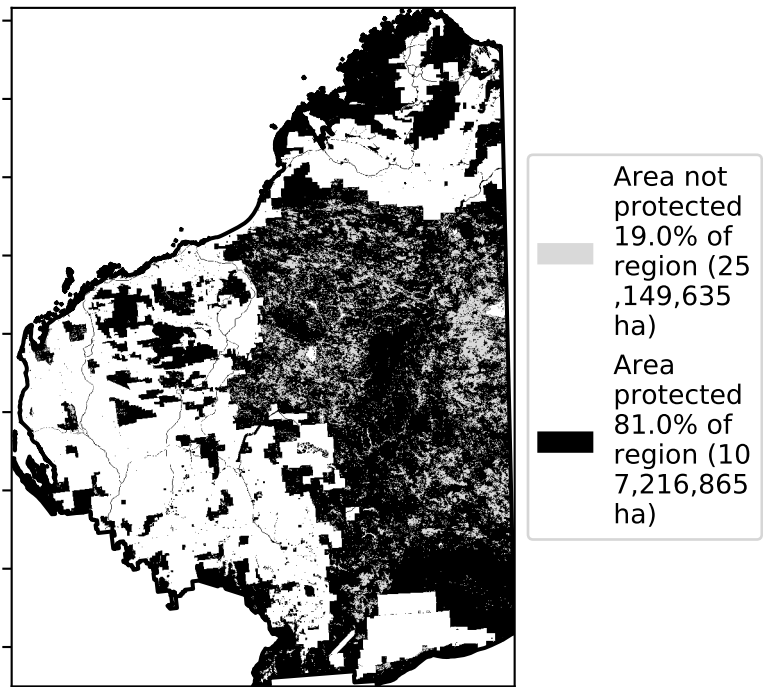 Area not
protected
19.0% of
region (25
,149,635
ha)
Area
protected
81.0% of
region (10
7,216,865
ha)